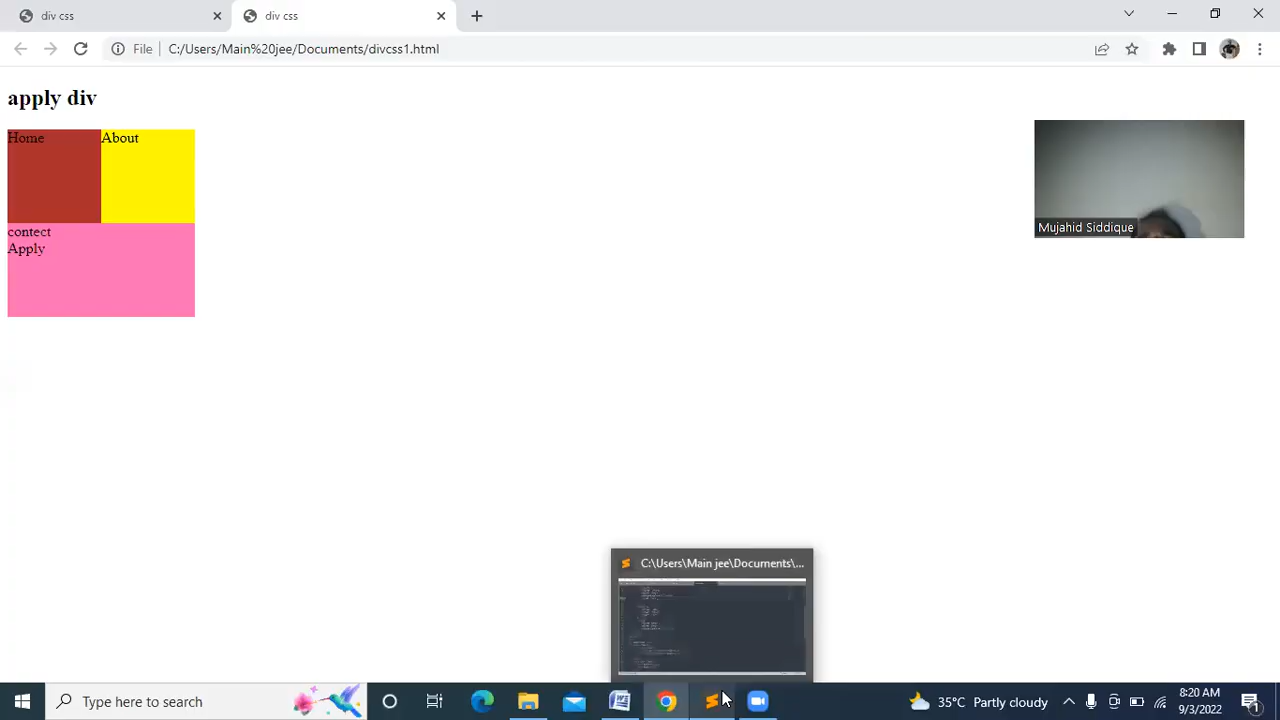 div css
div css
File
C:/Users/Main%20jee/Documents/divcss1.html
apply div
Home
About
contect
Apply
Mujahid Siddique
C:\Users\Main jee\Documents\...
Type here to search
35°C Partly cloudy
8:20 AM
9/3/2022
1